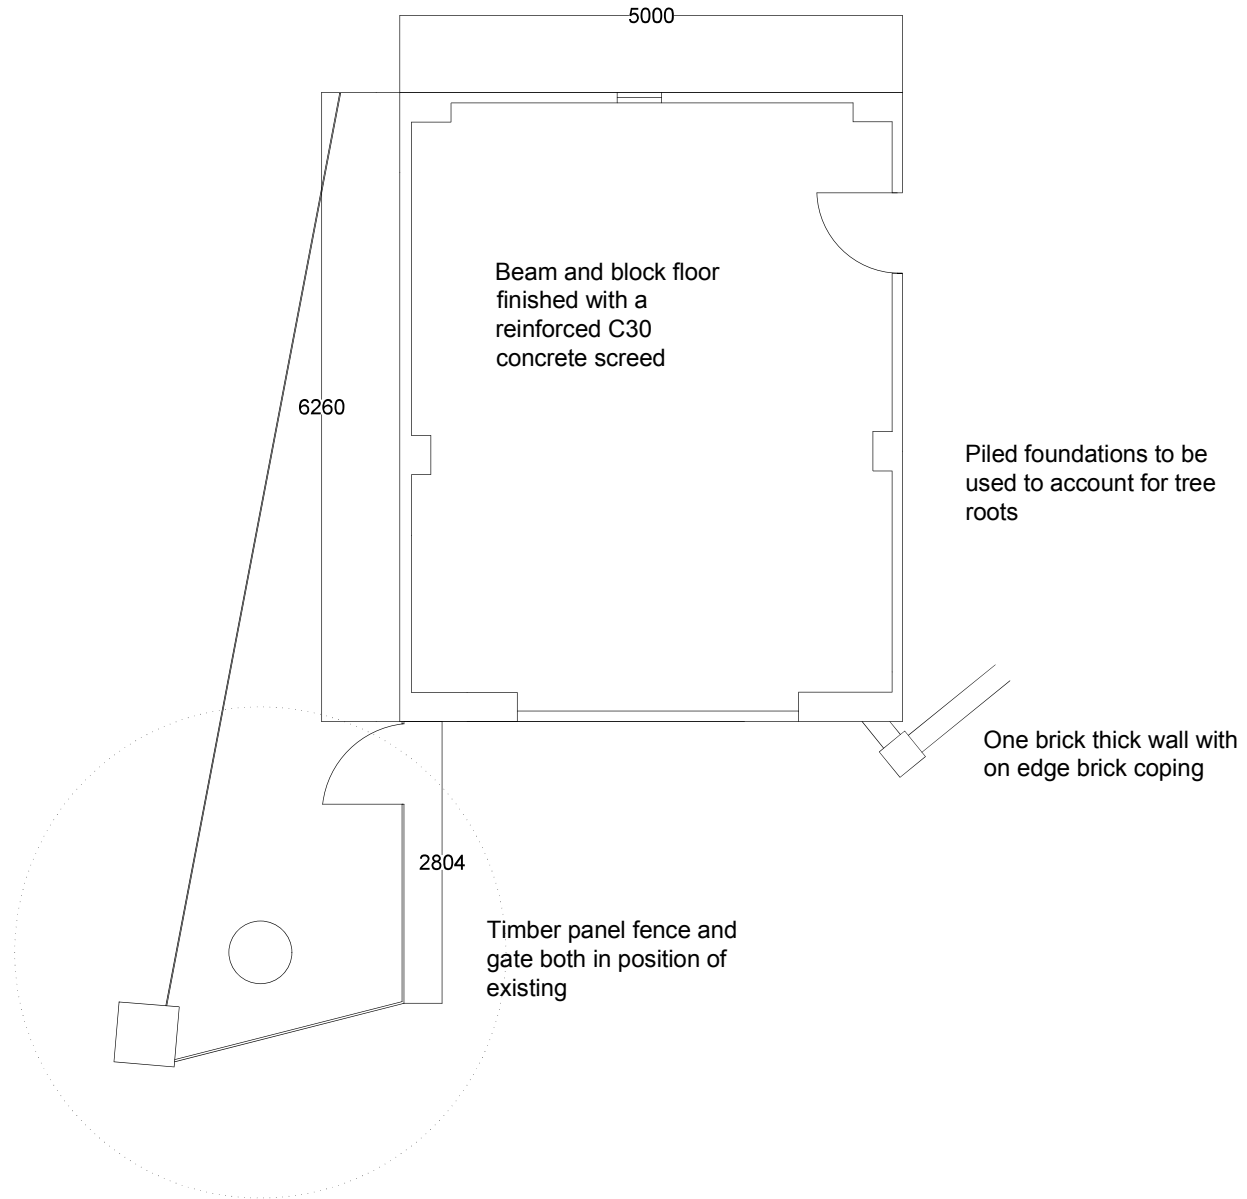 5000
Beam and block floor
finished with a
reinforced C30
concrete screed
6260
Piled foundations to be
used to account for tree
roots
One brick thick wall with
on edge brick coping
2804
Timber panel fence and
gate both in position of
existing